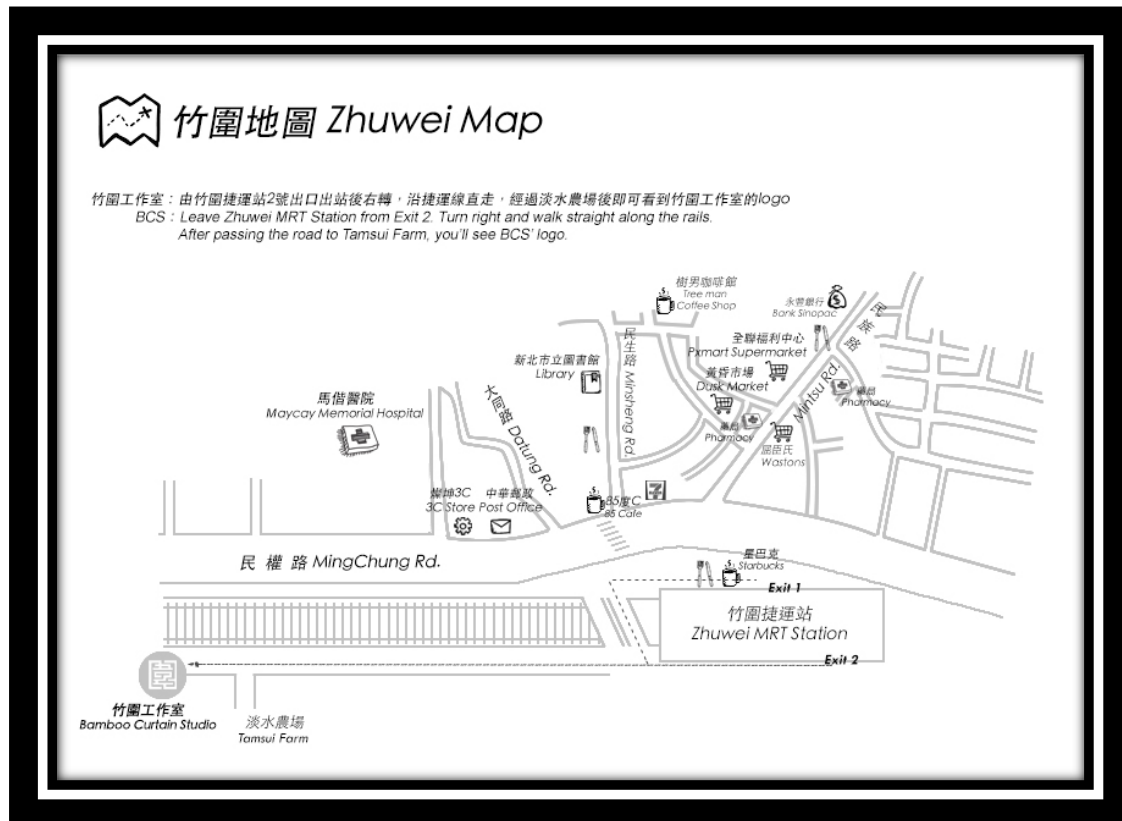 竹圍地圖 Zhuwei Map
竹圍工作室：由竹圍捷運站2號出口出站後右轉，沿捷運線直走，經過淡水農場後即可看到竹圍工作室的logo
BCS：Leave Zhuwei MRT Station from Exit 2. Turn right and walk straight along the rails.
After passing the road to Tamsui Farm, you'll see BCS' logo.
樹男咖啡館
Tree man
Coffee Shop
永豐銀行
Bank Sinopac
民族路
Mintsu Rd.
全聯福利中心
Pxmart Supermarket
民生路 Minsheng Rd.
新北市立圖書館
Library
黃昏市場
Dusk Market
藥局
Pharmacy
藥局
Pharmacy
屈臣氏
Wastons
馬偕醫院
Maycay Memorial Hospital
大同路 Datung Rd.
燦坤3C
3C Store
中華郵政
Post Office
85度C
85 Cafe
7
民權路 MingChung Rd.
星巴克
Starbucks
Exit 1
竹圍捷運站
Zhuwei MRT Station
Exit 2
竹圍工作室
Bamboo Curtain Studio
淡水農場
Tamsui Farm